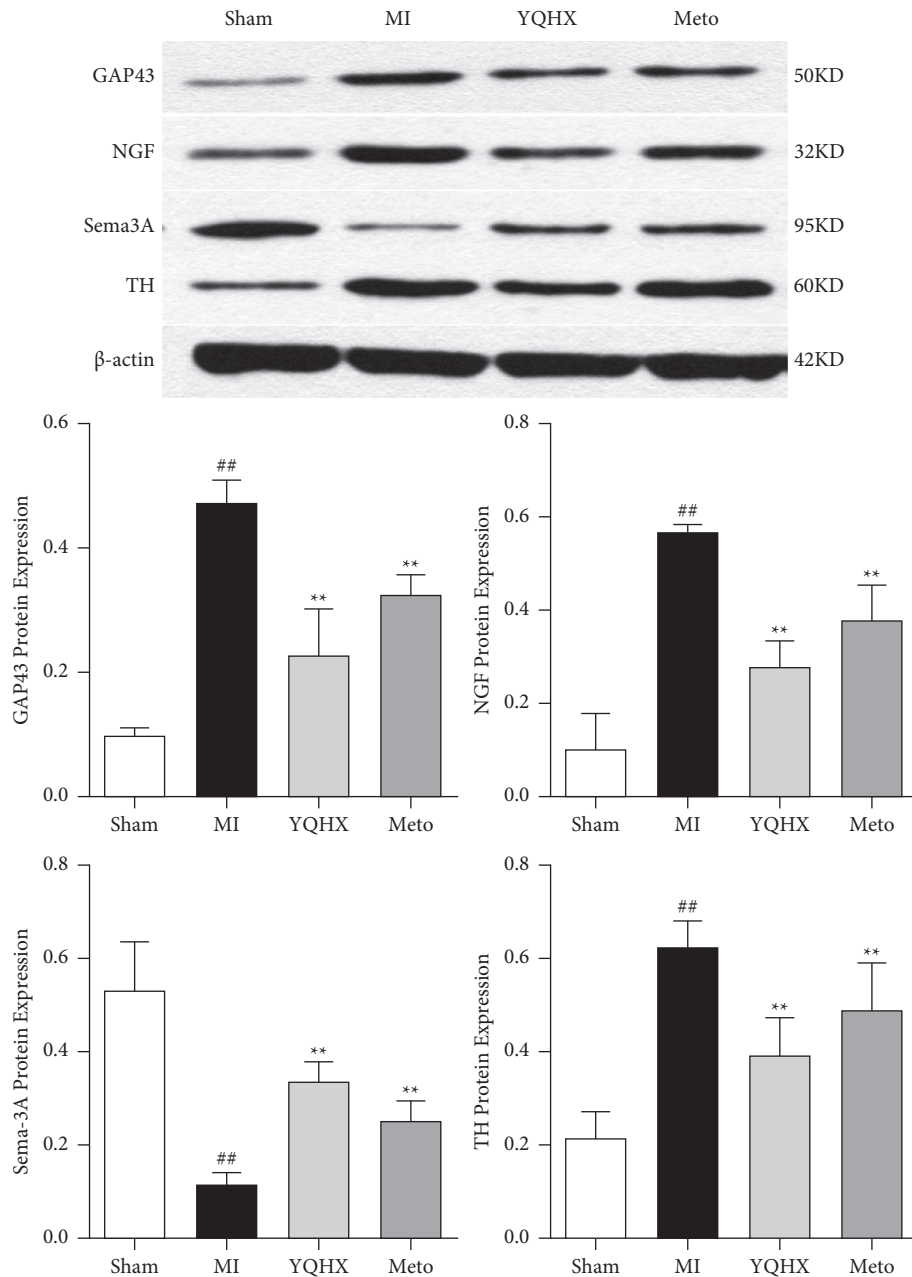 Sham MI YQHX Meto
GAP43 50KD
NGF 32KD
Sema3A 95KD
TH 60KD
β-actin 42KD
GAP43 Protein Expression
0.6
0.4
0.2
0.0
##
**
**
Sham MI YQHX Meto
NGF Protein Expression
0.8
0.6
0.4
0.2
0.0
##
**
**
Sham MI YQHX Meto
Sema-3A Protein Expression
0.8
0.6
0.4
0.2
0.0
##
**
**
Sham MI YQHX Meto
TH Protein Expression
0.8
0.6
0.4
0.2
0.0
##
**
**
Sham MI YQHX Meto